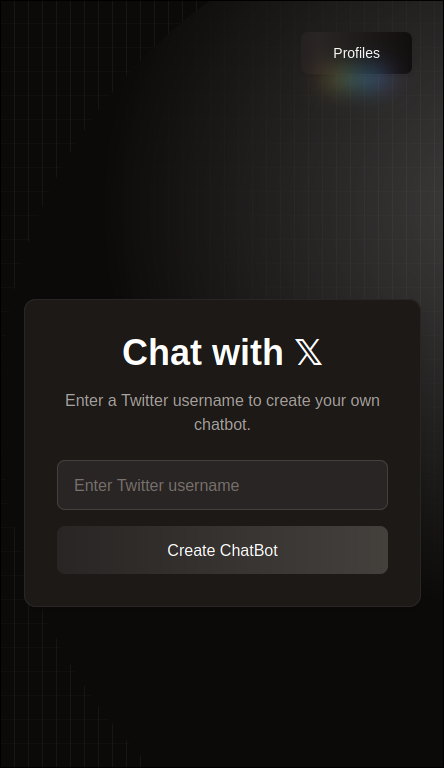 Profiles
Chat with 𝕏
Enter a Twitter username to create your own
chatbot.
Enter Twitter username
Create ChatBot